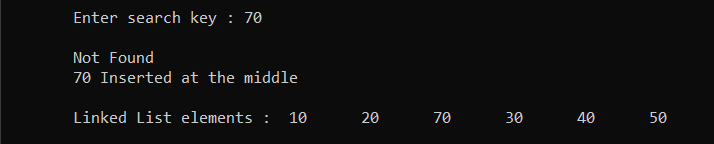 Enter search key : 70
Not Found
70 Inserted at the middle
Linked List elements :  10      20      70      30      40      50